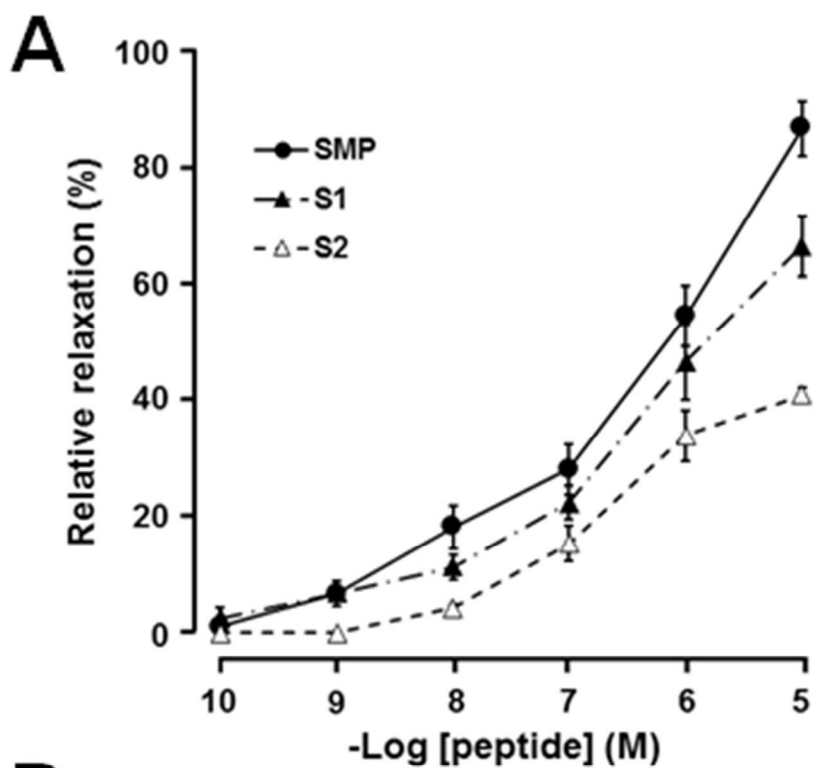 A
100
80
60
40
20
0
Relative relaxation (%)
SMP
S1
S2
10 9 8 7 6 5
-Log [peptide] (M)